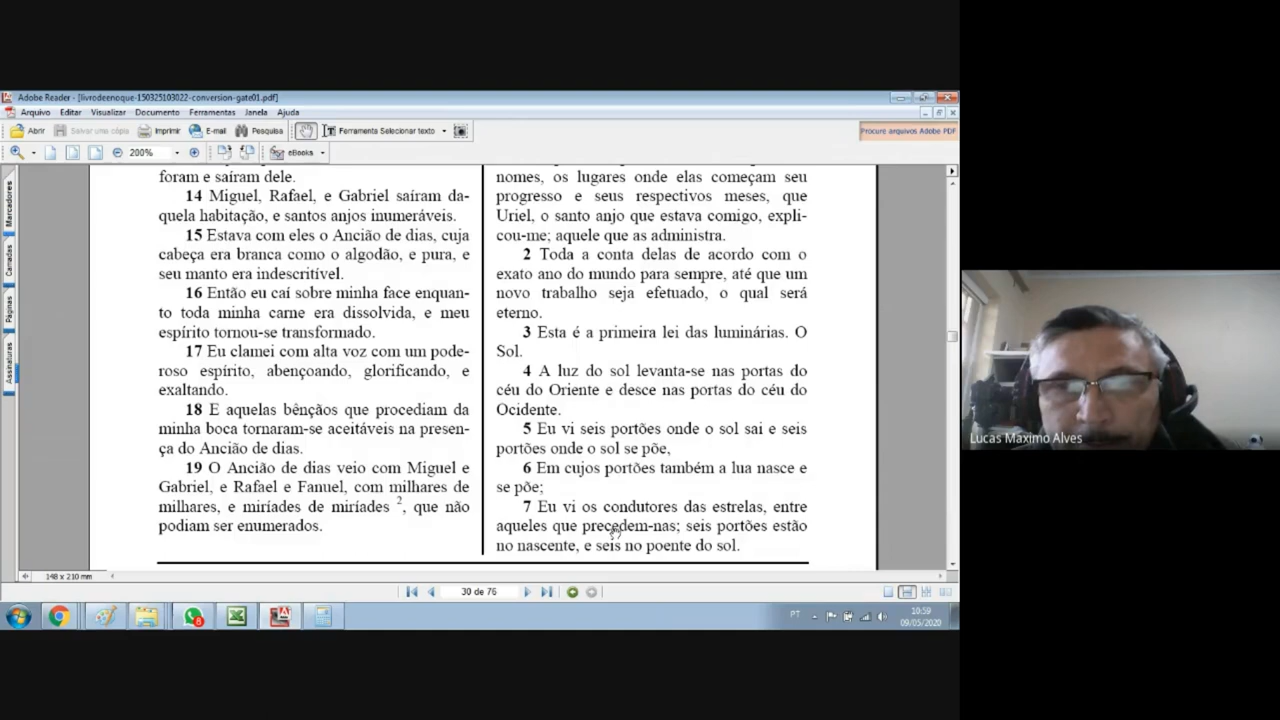 Adobe Reader - [livrodeenoque-150325103022-conversion-gate01.pdf]
Arquivo Editar Visualizar Documento Ferramentas Janela Ajuda
Abrir Salvar uma cópia Imprimir E-mail Pesquisa Ferramenta Selecionar texto Procure arquivos Adobe PDF
200% eBooks
Marcadores
Camadas
Páginas
Assinaturas
foram e saíram dele.
14 Miguel, Rafael, e Gabriel saíram da-
quela habitação, e santos anjos inumeráveis.
15 Estava com eles o Ancião de dias, cuja
cabeça era branca como o algodão, e pura, e
seu manto era indescritível.
16 Então eu caí sobre minha face enquan-
to toda minha carne era dissolvida, e meu
espírito tornou-se transformado.
17 Eu clamei com alta voz com um pode-
roso espírito, abençoando, glorificando, e
exaltando.
18 E aquelas bênçãos que procediam da
minha boca tornaram-se aceitáveis na presen-
ça do Ancião de dias.
19 O Ancião de dias veio com Miguel e
Gabriel, e Rafael e Fanuel, com milhares de
milhares, e miríades de miríades 2, que não
podiam ser enumerados.
nomes, os lugares onde elas começam seu
progresso e seus respectivos meses, que
Uriel, o santo anjo que estava comigo, expli-
cou-me; aquele que as administra.
2 Toda a conta delas de acordo com o
exato ano do mundo para sempre, até que um
novo trabalho seja efetuado, o qual será
eterno.
3 Esta é a primeira lei das luminárias. O
Sol.
4 A luz do sol levanta-se nas portas do
céu do Oriente e desce nas portas do céu do
Ocidente.
5 Eu vi seis portões onde o sol sai e seis
portões onde o sol se põe,
6 Em cujos portões também a lua nasce e
se põe;
7 Eu vi os condutores das estrelas, entre
aqueles que precedem-nas; seis portões estão
no nascente, e seis no poente do sol.
148 x 210 mm
30 de 76
8
PT
10:59
09/05/2020
Lucas Maximo Alves